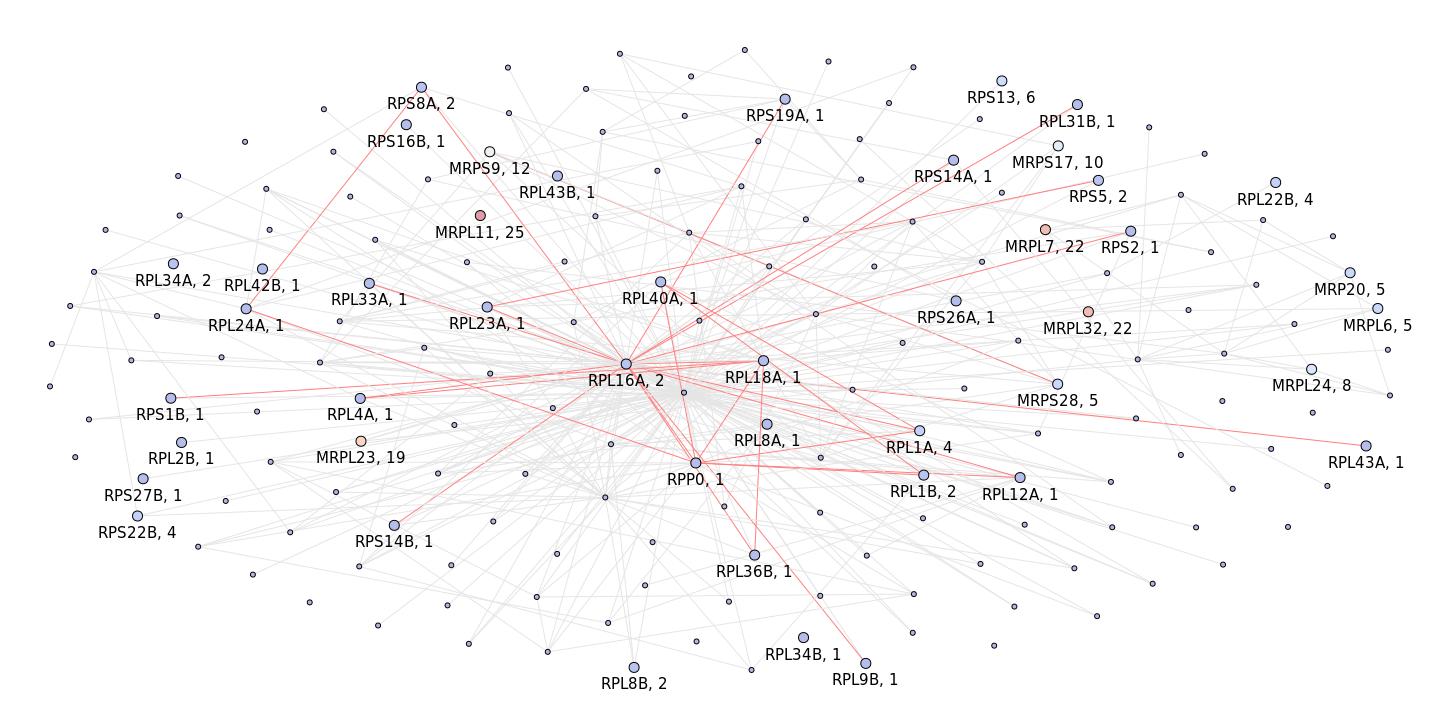 RPS13, 6
RPS8A, 2
RPS19A, 1
RPL31B, 1
RPS16B, 1
MRPS17, 10
MRPS9, 12
RPS14A, 1
RPL43B, 1
RPS5, 2
RPL22B, 4
MRPL11, 25
MRPL7, 22
RPS2, 1
RPL34A, 2
RPL42B, 1
MRP20, 5
RPL33A, 1
RPL40A, 1
RPS26A, 1
RPL24A, 1
RPL23A, 1
MRPL32, 22
MRPL6, 5
RPL16A, 2
RPL18A, 1
MRPL24, 8
MRPS28, 5
RPS1B, 1
RPL4A, 1
RPL8A, 1
RPL1A, 4
RPL2B, 1
MRPL23, 19
RPL43A, 1
RPP0, 1
RPS27B, 1
RPL1B, 2
RPL12A, 1
RPS22B, 4
RPS14B, 1
RPL36B, 1
RPL34B, 1
RPL8B, 2
RPL9B, 1